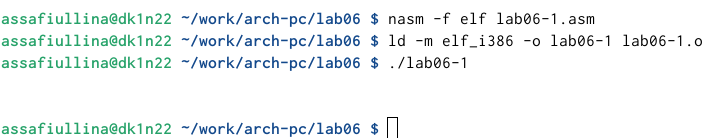 assafiullina@dk1n22 ~/work/arch-pc/lab06 $ nasm -f elf lab06-1.asm
assafiullina@dk1n22 ~/work/arch-pc/lab06 $ ld -m elf_i386 -o lab06-1 lab06-1.o
assafiullina@dk1n22 ~/work/arch-pc/lab06 $ ./lab06-1
assafiullina@dk1n22 ~/work/arch-pc/lab06 $